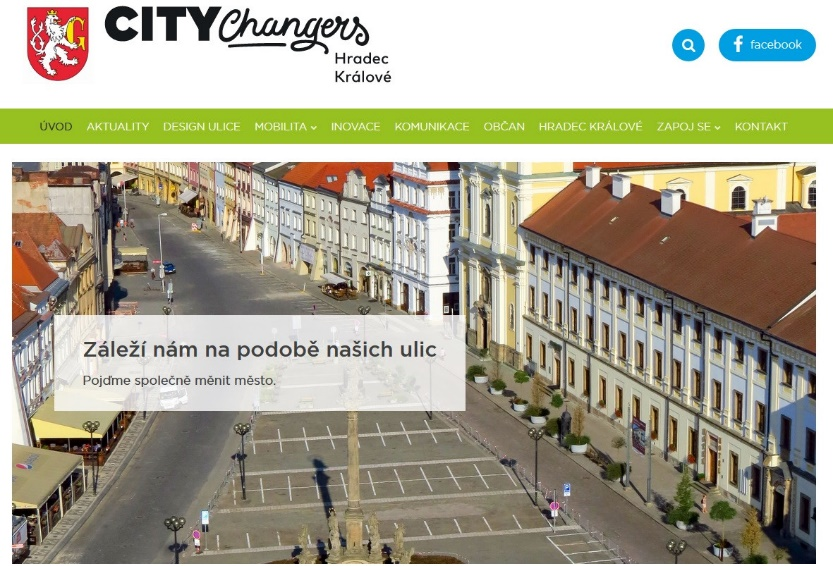 CITY Changers
Hradec
Králové
facebook
ÚVOD AKTUALITY DESIGN ULICE MOBILITA INOVACE KOMUNIKACE OBČAN HRADEC KRÁLOVÉ ZAPOJ SE KONTAKT
Záleží nám na podobě našich ulic
Pojďme společně měnit město.